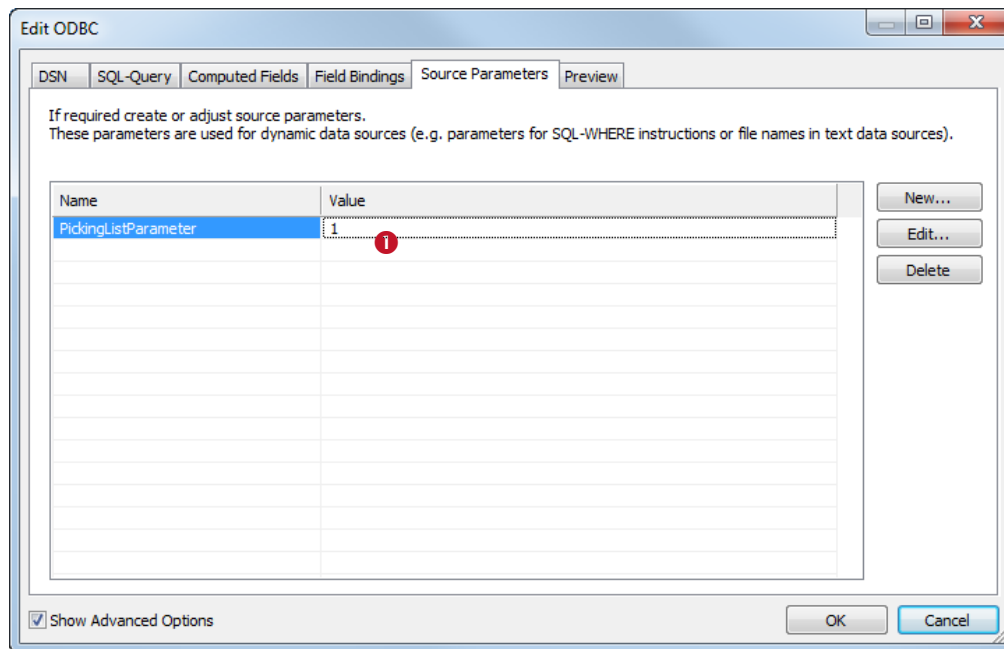 Edit ODBC
DSN SQL-Query Computed Fields Field Bindings Source Parameters Preview
If required create or adjust source parameters.
These parameters are used for dynamic data sources (e.g. parameters for SQL-WHERE instructions or file names in text data sources).
Name Value
New...
PickingListParameter 1
1
Edit...
Delete
Show Advanced Options
OK Cancel